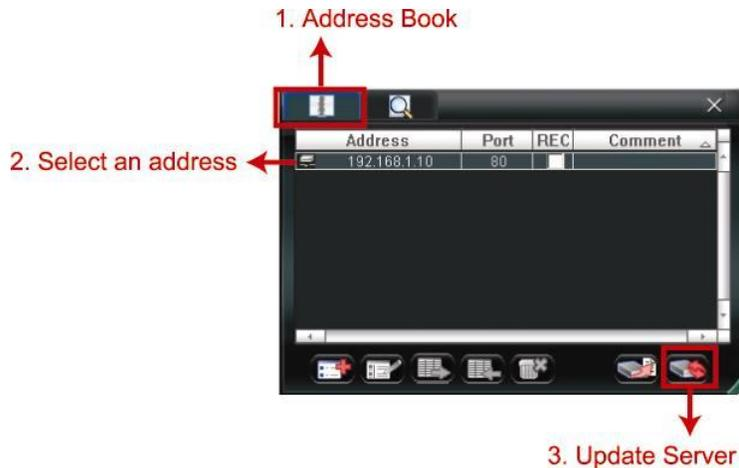 1. Address Book
Address Port REC Comment
2. Select an address
192.168.1.10 80
3. Update Server